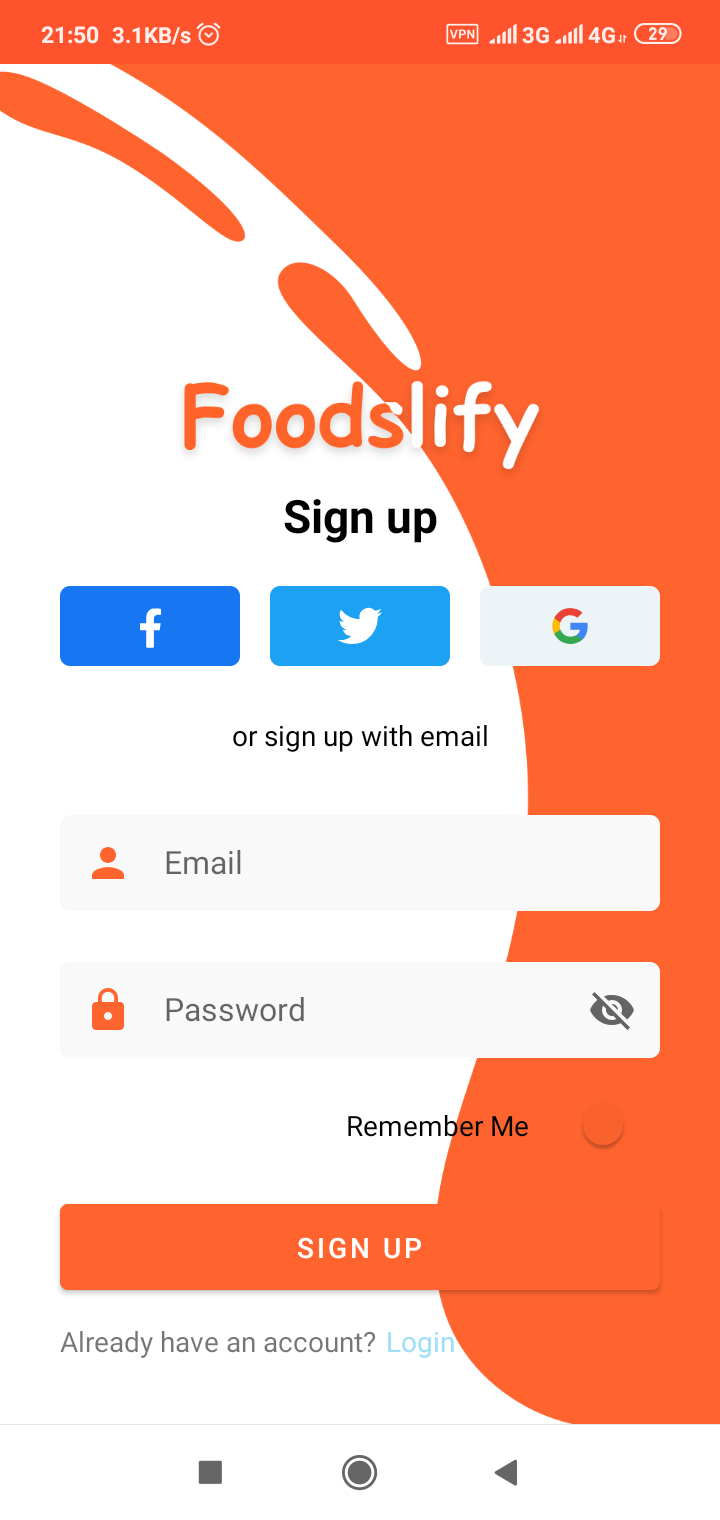 21:50 3.1KB/s VPN 3G 4G 29
Foodslify
Sign up
or sign up with email
Email
Password
Remember Me
SIGN UP
Already have an account? Login